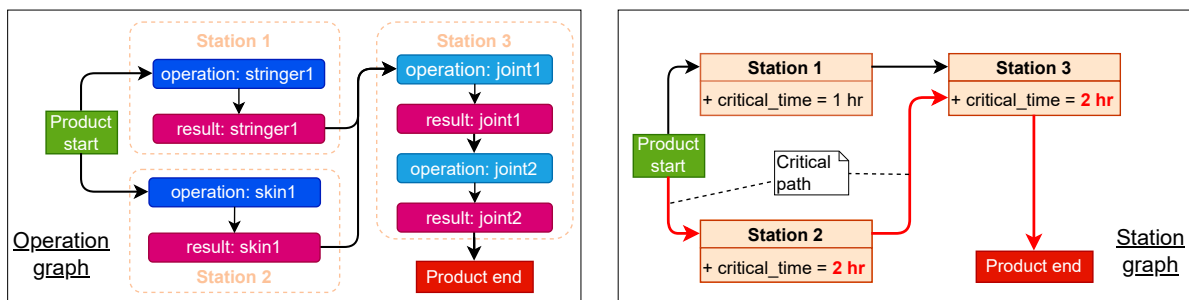 Station 1
operation: stringer1
result: stringer1
Product
start
operation: skin1
result: skin1
Station 2
Operation
graph
Station 3
operation: joint1
result: joint1
operation: joint2
result: joint2
Product end
Station 1
+ critical_time = 1 hr
Station 3
+ critical_time = 2 hr
Product
start
Critical
path
Station 2
+ critical_time = 2 hr
Product end
Station
graph